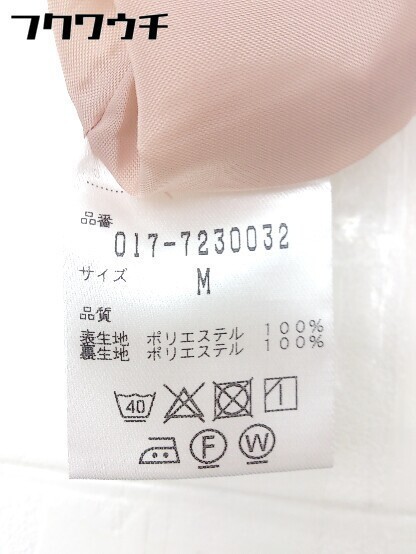 フクワウチ
品番
017-7230032
サイズ M
品質
表生地 ポリエステル 100%
裏生地 ポリエステル 100%
40
F W